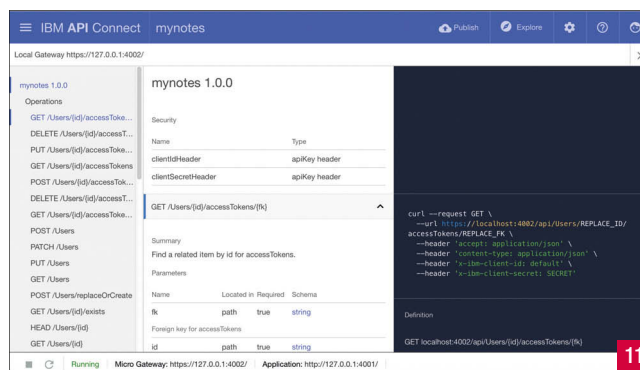 IBM API Connect mynotes Publish Explore
Local Gateway https://127.0.0.1:4002/
mynotes 1.0.0
Operations
GET /Users/{id}/accessToke...
DELETE /Users/{id}/accessT...
PUT /Users/{id}/accessToke...
GET /Users/{id}/accessTokens
POST /Users/{id}/accessTok...
DELETE /Users/{id}/accessT...
GET /Users/{id}/accessToke...
POST /Users
PATCH /Users
PUT /Users
GET /Users
POST /Users/replaceOrCreate
GET /Users/{id}/exists
HEAD /Users/{id}
GET /Users/{id}
mynotes 1.0.0
Security
Name Type
clientIdHeader apiKey header
clientSecretHeader apiKey header
GET /Users/{id}/accessTokens/{fk}
Summary
Find a related item by id for accessTokens.
Parameters
Name Located in Required Schema
fk path true string
Foreign key for accessTokens
id path true string
curl --request GET \
--url https://localhost:4002/api/Users/REPLACE_ID/
accessTokens/REPLACE_FK \
--header 'accept: application/json' \
--header 'content-type: application/json' \
--header 'x-ibm-client-id: default' \
--header 'x-ibm-client-secret: SECRET'
Definition
GET localhost:4002/api/Users/{id}/accessTokens/{fk}
Running Micro Gateway: https://127.0.0.1:4002/ Application: http://127.0.0.1:4001/
11